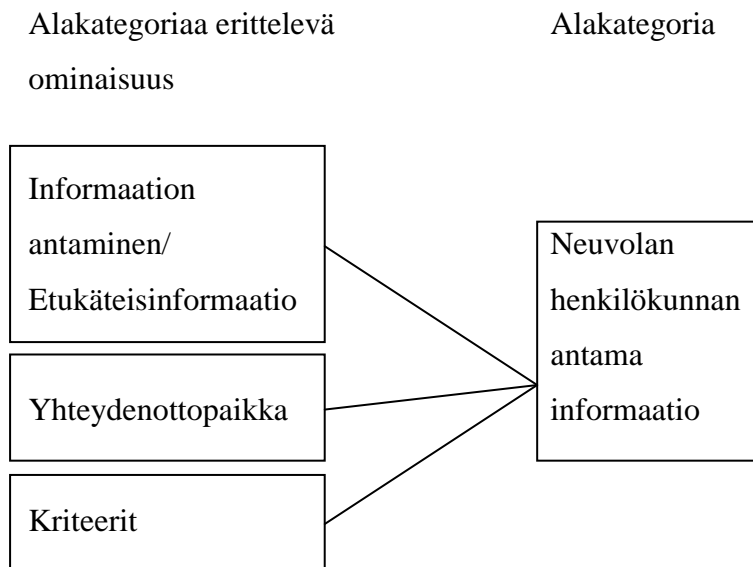 Alakategoriaa erittelevä
ominaisuus
Alakategoria
Informaation
antaminen/
Etukäteisinformaatio
Yhteydenottopaikka
Kriteerit
Neuvolan
henkilökunnan
antama
informaatio